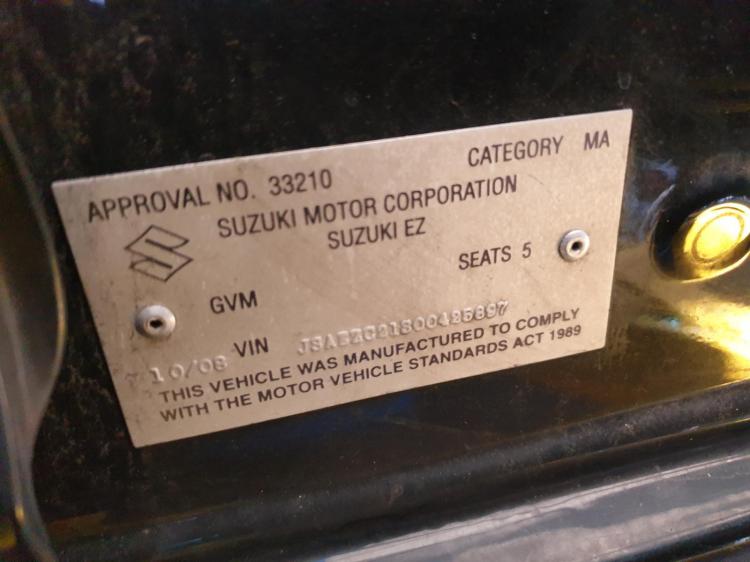 APPROVAL NO. 33210 CATEGORY MA
SUZUKI MOTOR CORPORATION
SUZUKI EZ
SEATS 5
GVM
10/08 VIN JSAEZC21S00425897
THIS VEHICLE WAS MANUFACTURED TO COMPLY
WITH THE MOTOR VEHICLE STANDARDS ACT 1989